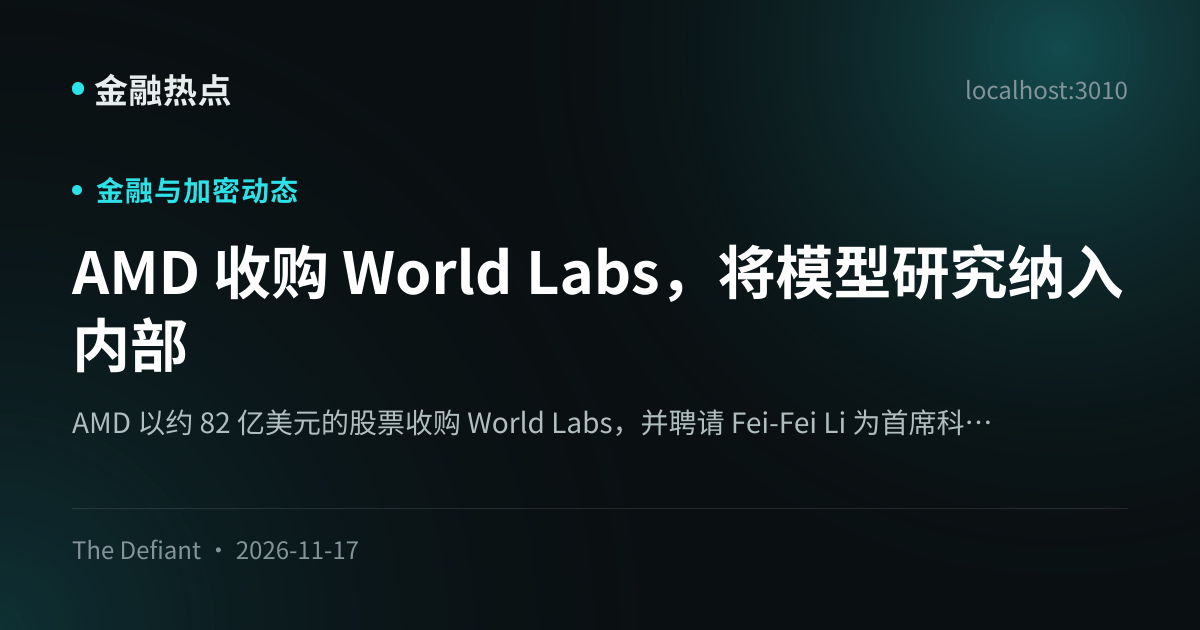 金融热点
localhost:3010
金融与加密动态
AMD 收购 World Labs，将模型研究纳入
内部
AMD 以约 82 亿美元的股票收购 World Labs，并聘请 Fei-Fei Li 为首席科…
The Defiant · 2026-11-17